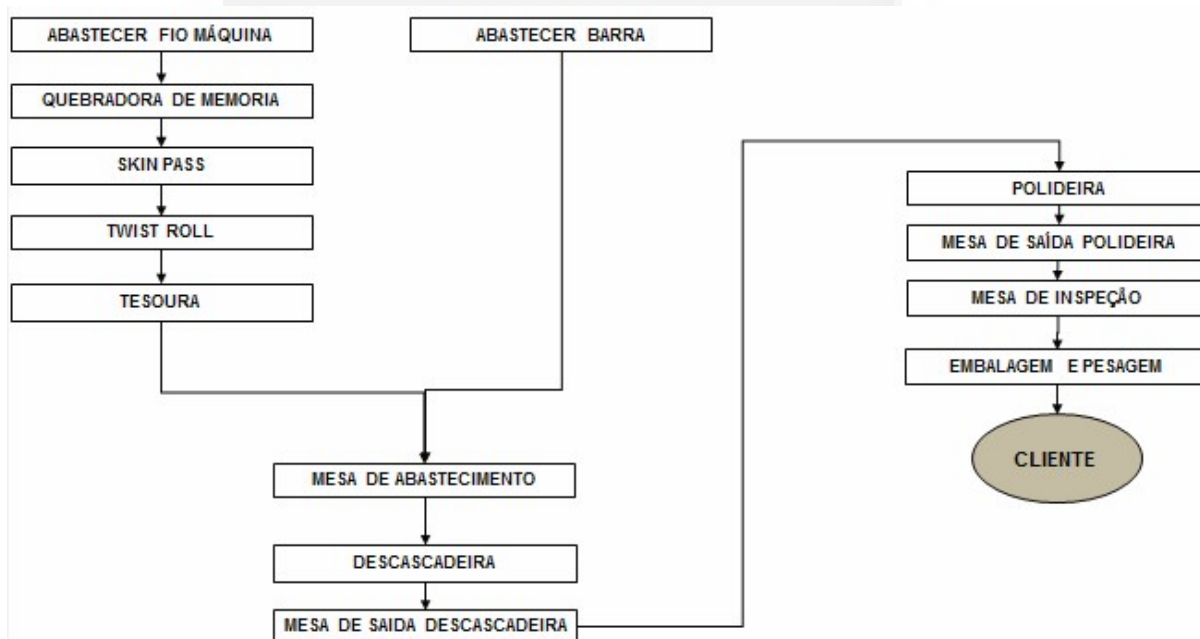 ABASTECER FIO MÁQUINA
QUEBRADORA DE MEMORIA
SKIN PASS
TWIST ROLL
TESOURA
ABASTECER BARRA
MESA DE ABASTECIMENTO
DESCASCADEIRA
MESA DE SAIDA DESCASCADEIRA
POLIDEIRA
MESA DE SAÍDA POLIDEIRA
MESA DE INSPEÇÃO
EMBALAGEM E PESAGEM
CLIENTE